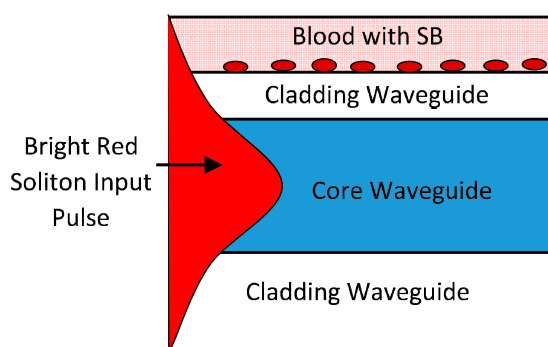 Blood with SB
Cladding Waveguide
Bright Red
Soliton Input
Pulse
Core Waveguide
Cladding Waveguide